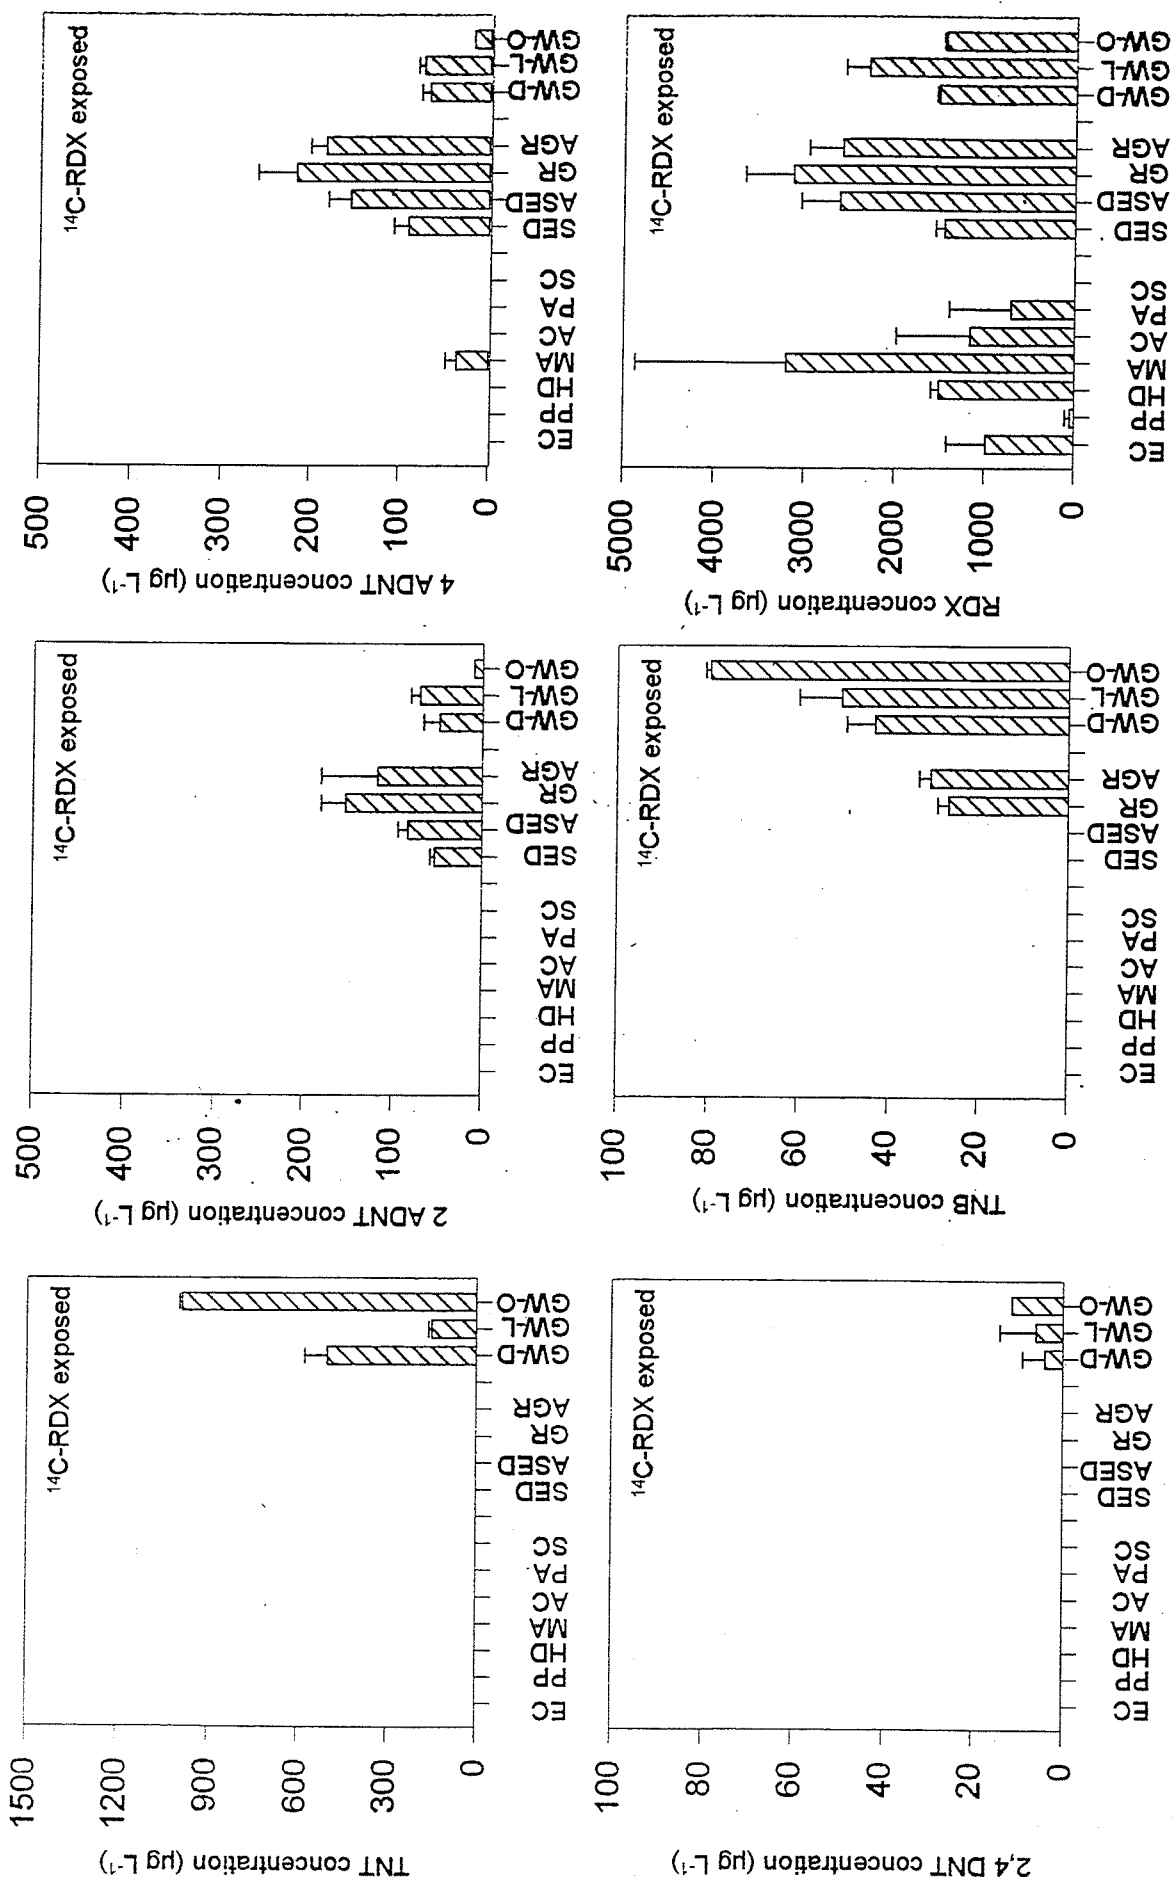 4 ADNT concentration (µg L-1)
500
400
300
200
100
0
14C-RDX exposed
EC
PP
HD
MA
AC
PA
SC
SED
ASED
GR
AGR
GW-D
GW-L
GW-O
RDX concentration (µg L-1)
5000
4000
3000
2000
1000
0
14C-RDX exposed
EC
PP
HD
MA
AC
PA
SC
SED
ASED
GR
AGR
GW-D
GW-L
GW-O
2 ADNT concentration (µg L-1)
500
400
300
200
100
0
14C-RDX exposed
EC
PP
HD
MA
AC
PA
SC
SED
ASED
GR
AGR
GW-D
GW-L
GW-O
TNB concentration (µg L-1)
100
80
60
40
20
0
14C-RDX exposed
EC
PP
HD
MA
AC
PA
SC
SED
ASED
GR
AGR
GW-D
GW-L
GW-O
TNT concentration (µg L-1)
1500
1200
900
600
300
0
14C-RDX exposed
EC
PP
HD
MA
AC
PA
SC
SED
ASED
GR
AGR
GW-D
GW-L
GW-O
2,4 DNT concentration (µg L-1)
100
80
60
40
20
0
14C-RDX exposed
EC
PP
HD
MA
AC
PA
SC
SED
ASED
GR
AGR
GW-D
GW-L
GW-O